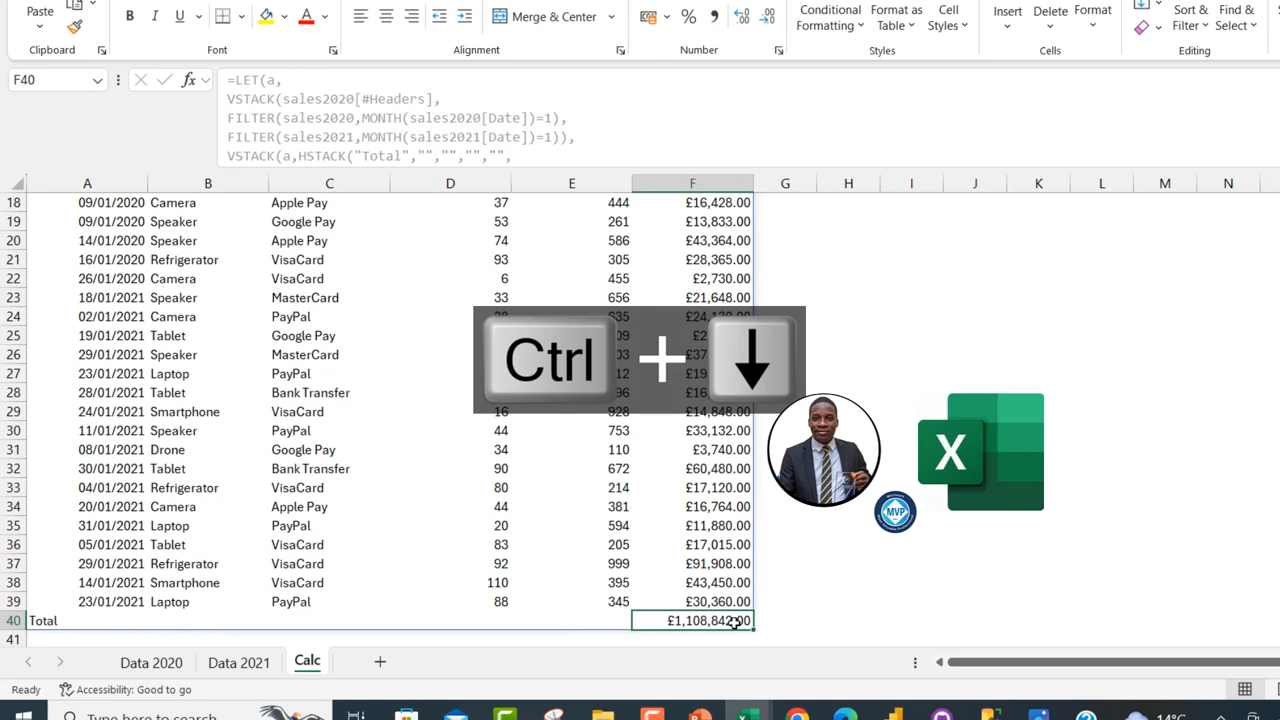 Paste
B I U A
Merge & Center
%
Conditional Formatting
Format as Table
Cell Styles
Insert
Delete
Format
Sort & Filter
Find & Select
Clipboard
Font
Alignment
Number
Styles
Cells
Editing
F40
fx
=LET(a,
VSTACK(sales2020[#Headers],
FILTER(sales2020,MONTH(sales2020[Date])=1),
FILTER(sales2021,MONTH(sales2021[Date])=1)),
VSTACK(a,HSTACK("Total","","","","",
A B C D E F G H I J K L M N
18 09/01/2020 Camera Apple Pay 37 444 £16,428.00
19 09/01/2020 Speaker Google Pay 53 261 £13,833.00
20 14/01/2020 Speaker Apple Pay 74 586 £43,364.00
21 16/01/2020 Refrigerator VisaCard 93 305 £28,365.00
22 26/01/2020 Camera VisaCard 6 455 £2,730.00
23 18/01/2021 Speaker MasterCard 33 656 £21,648.00
24 02/01/2021 Camera PayPal
25 19/01/2021 Tablet Google Pay
26 29/01/2021 Speaker MasterCard
27 23/01/2021 Laptop PayPal
28 28/01/2021 Tablet Bank Transfer
29 24/01/2021 Smartphone VisaCard 16 928 £14,848.00
30 11/01/2021 Speaker PayPal 44 753 £33,132.00
31 08/01/2021 Drone Google Pay 34 110 £3,740.00
32 30/01/2021 Tablet Bank Transfer 90 672 £60,480.00
33 04/01/2021 Refrigerator VisaCard 80 214 £17,120.00
34 20/01/2021 Camera Apple Pay 44 381 £16,764.00
35 31/01/2021 Laptop PayPal 20 594 £11,880.00
36 05/01/2021 Tablet VisaCard 83 205 £17,015.00
37 29/01/2021 Refrigerator VisaCard 92 999 £91,908.00
38 14/01/2021 Smartphone VisaCard 110 395 £43,450.00
39 23/01/2021 Laptop PayPal 88 345 £30,360.00
40 Total £1,108,842.00
41
Ctrl + ↓
X
MVP
Data 2020
Data 2021
Calc
Ready
Accessibility: Good to go
Type here to search
14°C